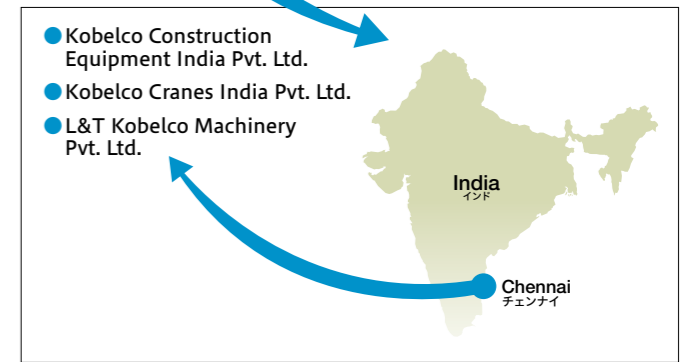 Kobelco Construction
Equipment India Pvt. Ltd.
Kobelco Cranes India Pvt. Ltd.
L&T Kobelco Machinery
Pvt. Ltd.
India
インド
Chennai
チェンナイ